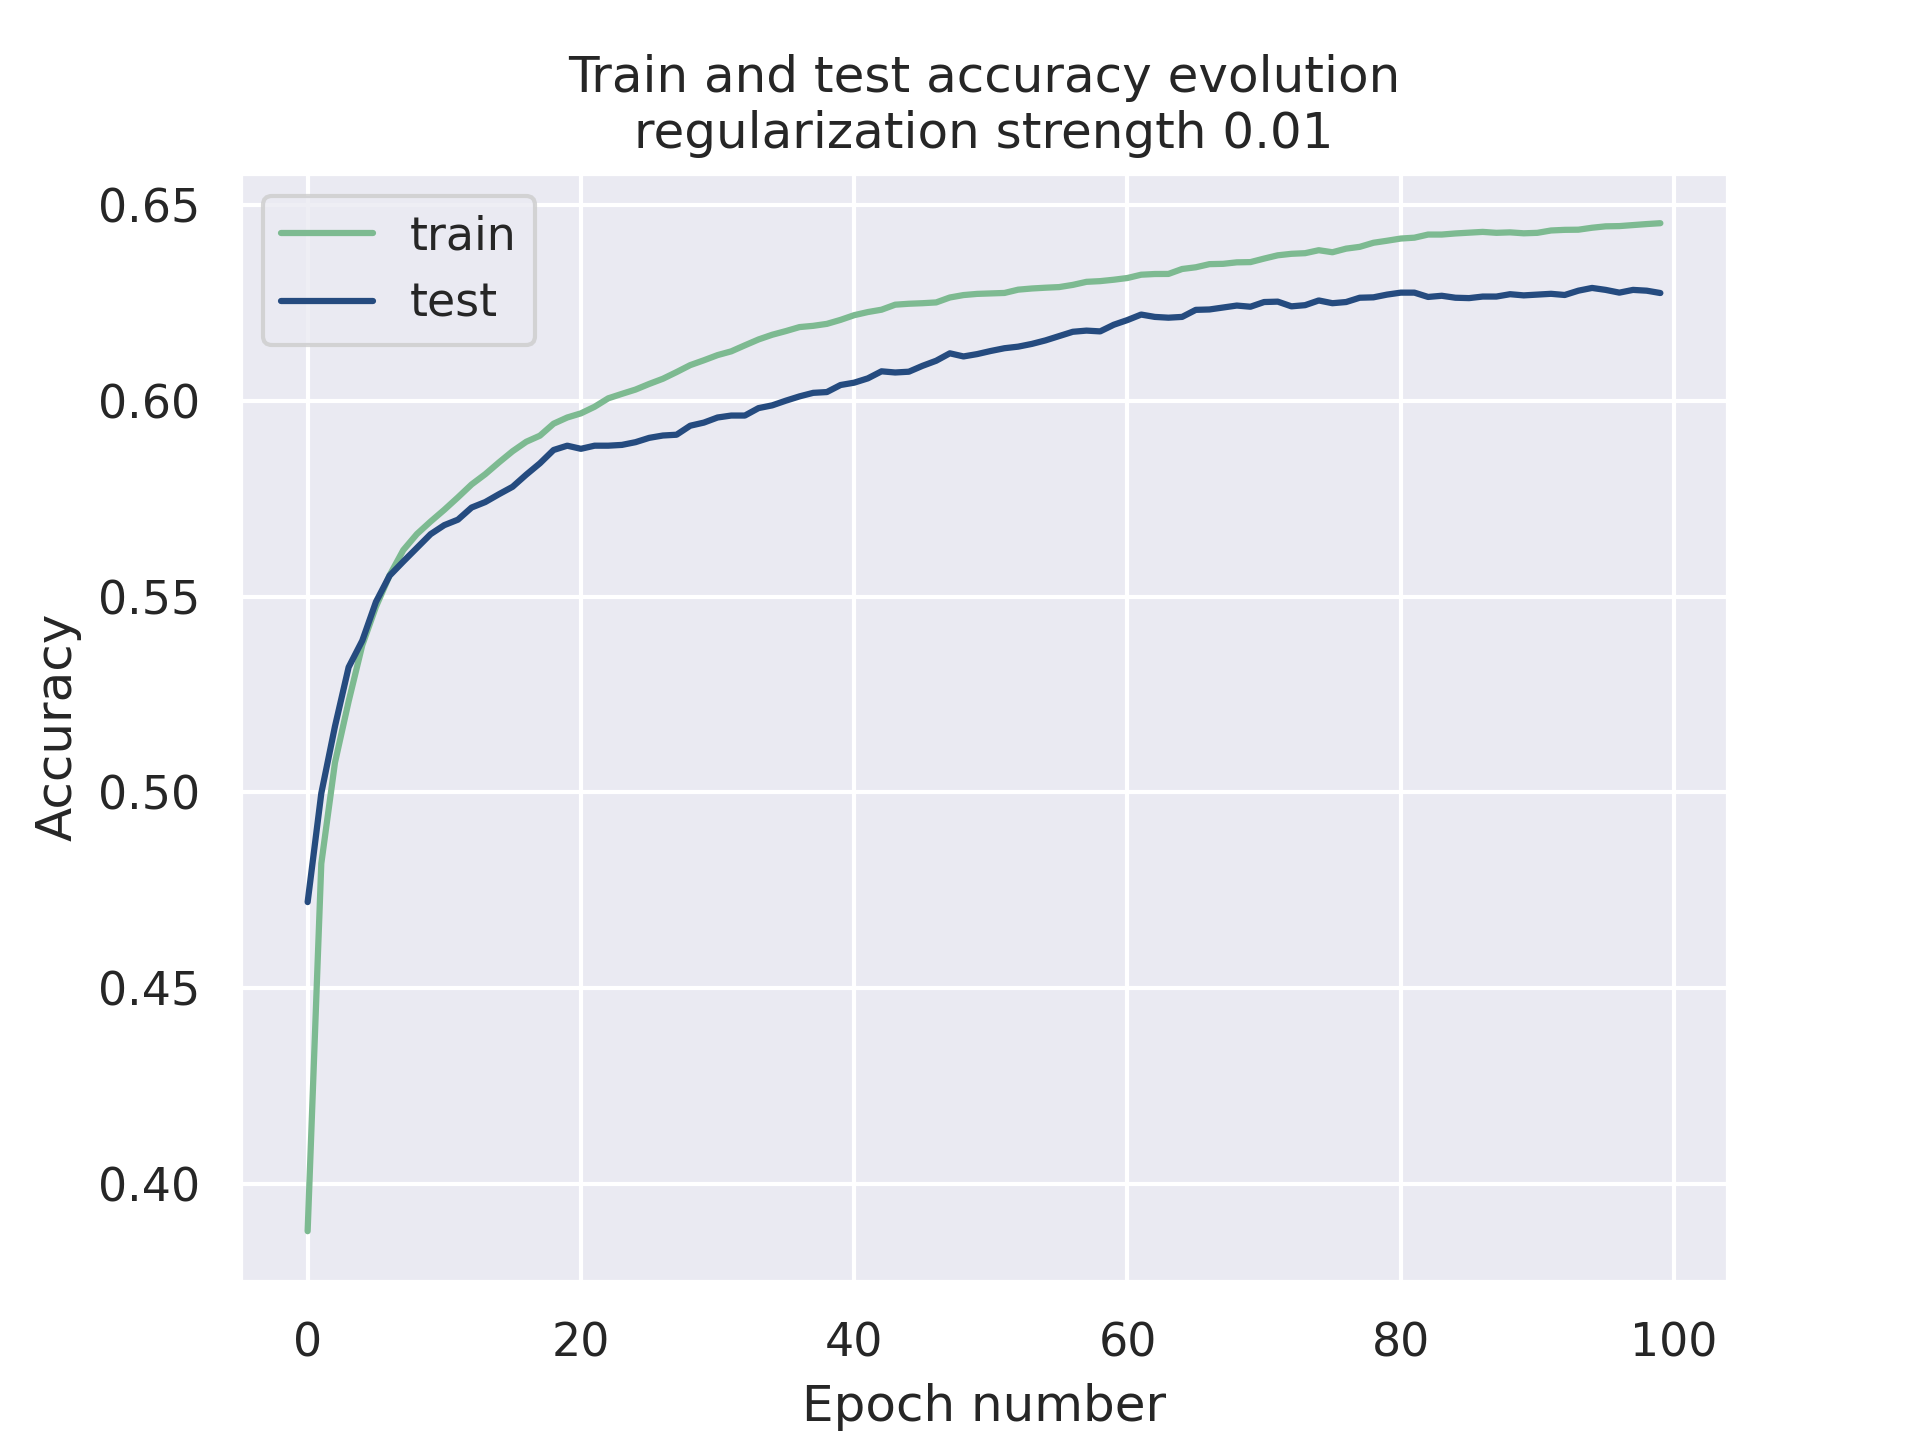 Train and test accuracy evolution
regularization strength 0.01
train
test
0.65
0.60
0.55
0.50
0.45
0.40
Accuracy
0 20 40 60 80 100
Epoch number